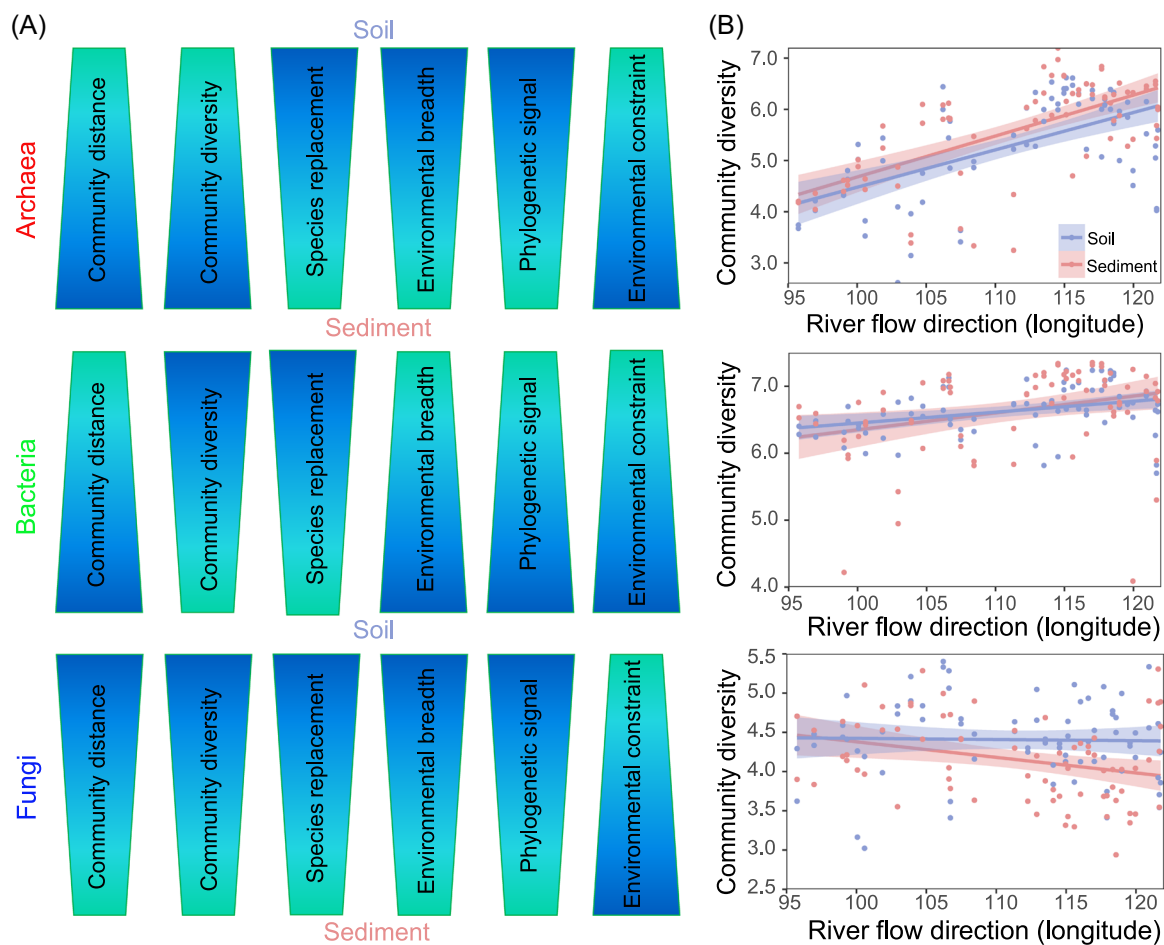 (A)
Soil
Archaea
Community distance
Community diversity
Species replacement
Environmental breadth
Phylogenetic signal
Environmental constraint
Sediment
Bacteria
Community distance
Community diversity
Species replacement
Environmental breadth
Phylogenetic signal
Environmental constraint
Soil
Fungi
Community distance
Community diversity
Species replacement
Environmental breadth
Phylogenetic signal
Environmental constraint
Sediment
(B)
Community diversity
7.0
6.0
5.0
4.0
3.0
Soil
Sediment
95 100 105 110 115 120
River flow direction (longitude)
Community diversity
7.0
6.0
5.0
4.0
95 100 105 110 115 120
River flow direction (longitude)
Community diversity
5.5
5.0
4.5
4.0
3.5
3.0
2.5
95 100 105 110 115 120
River flow direction (longitude)